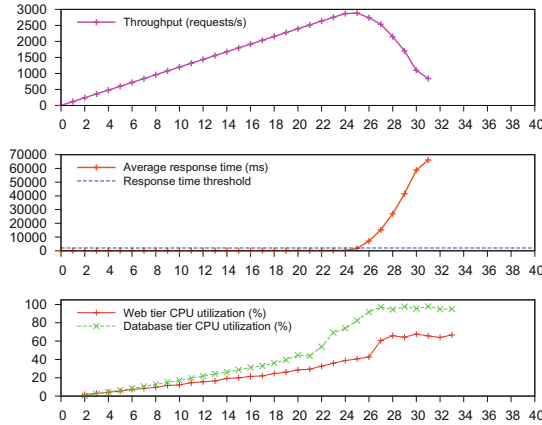 3000
2500
2000
1500
1000
500
0
Throughput (requests/s)
0 2 4 6 8 10 12 14 16 18 20 22 24 26 28 30 32 34 36 38 40
70000
60000
50000
40000
30000
20000
10000
0
Average response time (ms)
Response time threshold
0 2 4 6 8 10 12 14 16 18 20 22 24 26 28 30 32 34 36 38 40
100
80
60
40
20
0
Web tier CPU utilization (%)
Database tier CPU utilization (%)
0 2 4 6 8 10 12 14 16 18 20 22 24 26 28 30 32 34 36 38 40